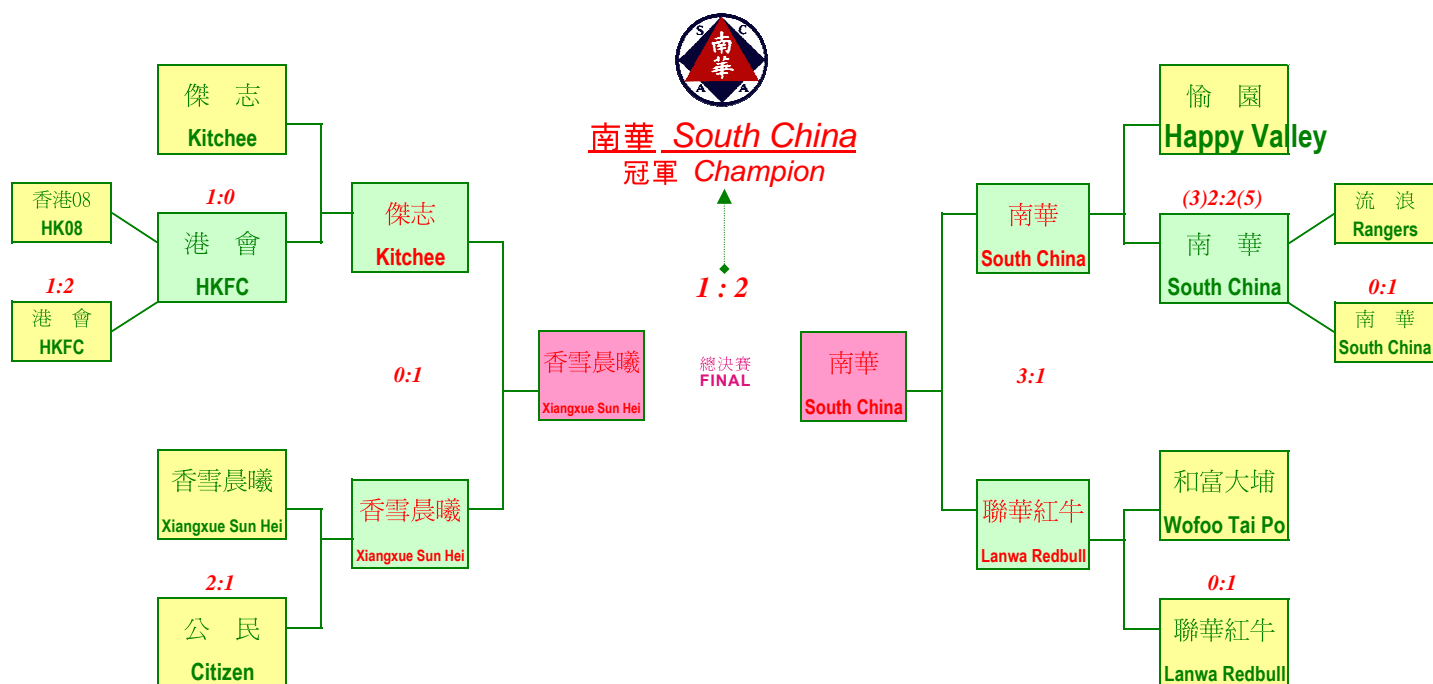 S C
南
華
A A
南華 South China
冠軍 Champion
傑 志
Kitchee
香港08
HK08
1:0
港 會
HKFC
1:2
港 會
HKFC
傑志
Kitchee
0:1
香雪晨曦
Xiangxue Sun Hei
2:1
公 民
Citizen
香雪晨曦
Xiangxue Sun Hei
香雪晨曦
Xiangxue Sun Hei
1 : 2
總決賽
FINAL
南華
South China
南華
South China
3:1
聯華紅牛
Lanwa Redbull
愉 園
Happy Valley
(3)2:2(5)
南 華
South China
流 浪
Rangers
0:1
南 華
South China
和富大埔
Wofoo Tai Po
0:1
聯華紅牛
Lanwa Redbull